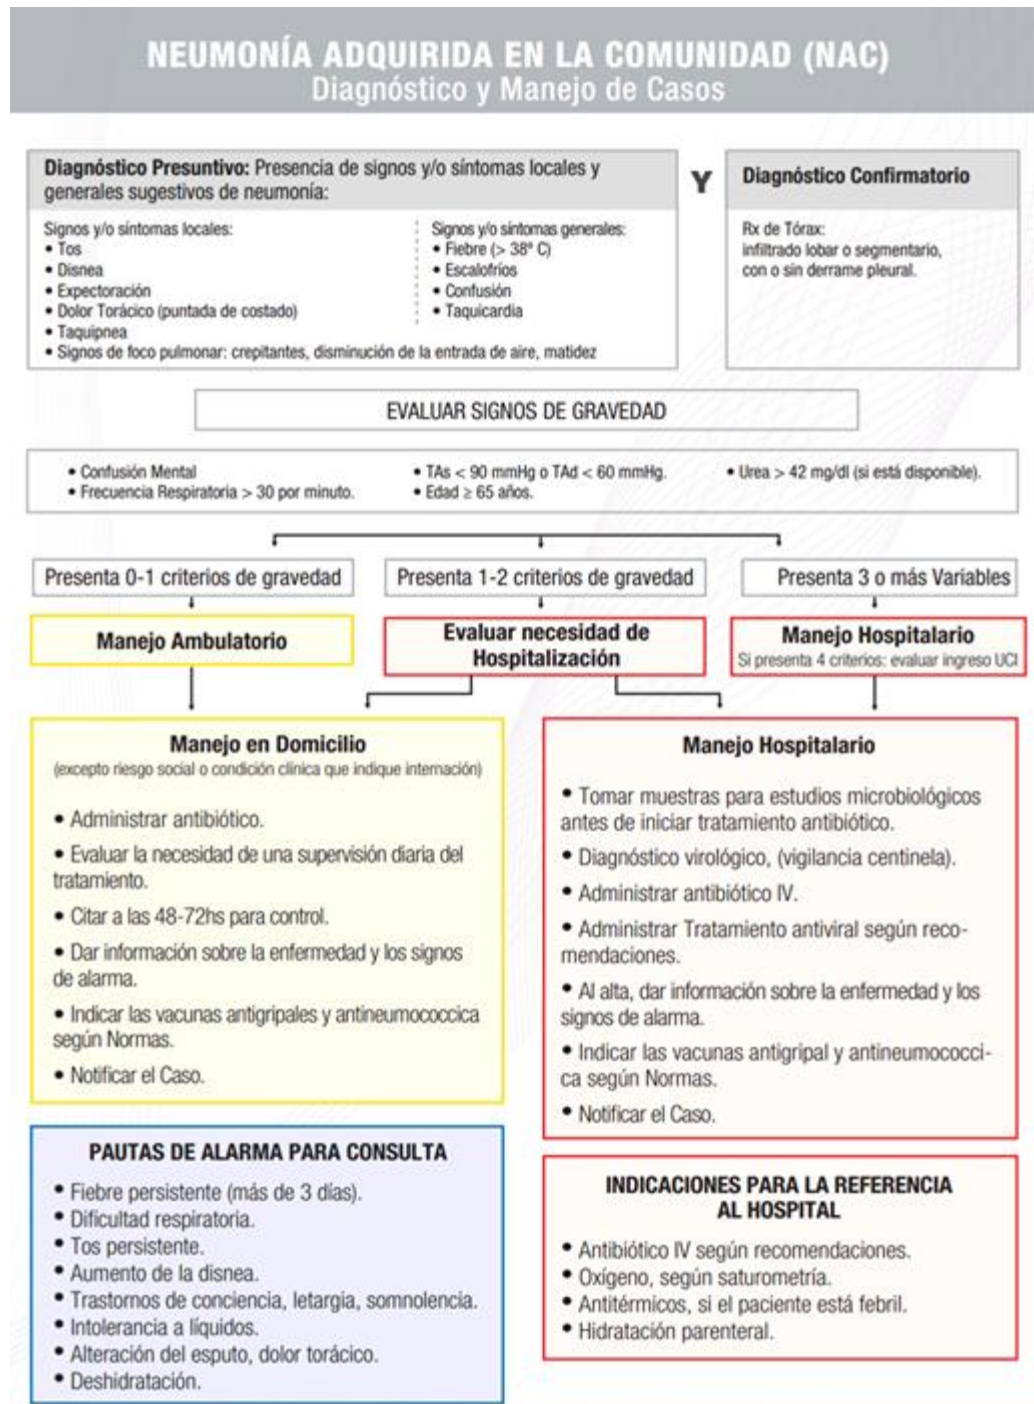 NEUMONÍA ADQUIRIDA EN LA COMUNIDAD (NAC)
Diagnóstico y Manejo de Casos
Diagnóstico Presuntivo: Presencia de signos y/o síntomas locales y
generales sugestivos de neumonía:
Signos y/o síntomas locales:
• Tos
• Disnea
• Expectoración
• Dolor Torácico (puntada de costado)
• Taquipnea
• Signos de foco pulmonar: crepitantes, disminución de la entrada de aire, matidez
Signos y/o síntomas generales:
• Fiebre (> 38º C)
• Escalofríos
• Confusión
• Taquicardia
Y
Diagnóstico Confirmatorio
Rx de Tórax:
infiltrado lobar o segmentario,
con o sin derrame pleural.
EVALUAR SIGNOS DE GRAVEDAD
• Confusión Mental
• Frecuencia Respiratoria > 30 por minuto.
• TAs < 90 mmHg o TAd < 60 mmHg.
• Edad ≥ 65 años.
• Urea > 42 mg/dl (si está disponible).
Presenta 0-1 criterios de gravedad
Presenta 1-2 criterios de gravedad
Presenta 3 o más Variables
Manejo Ambulatorio
Evaluar necesidad de
Hospitalización
Manejo Hospitalario
Si presenta 4 criterios: evaluar ingreso UCI
Manejo en Domicilio
(excepto riesgo social o condición clínica que indique internación)
• Administrar antibiótico.
• Evaluar la necesidad de una supervisión diaria del
tratamiento.
• Citar a las 48-72hs para control.
• Dar información sobre la enfermedad y los signos
de alarma.
• Indicar las vacunas antigripales y antineumococcica
según Normas.
• Notificar el Caso.
Manejo Hospitalario
• Tomar muestras para estudios microbiológicos
antes de iniciar tratamiento antibiótico.
• Diagnóstico virológico, (vigilancia centinela).
• Administrar antibiótico IV.
• Administrar Tratamiento antiviral según reco-
mendaciones.
• Al alta, dar información sobre la enfermedad y los
signos de alarma.
• Indicar las vacunas antigripal y antineumococci-
ca según Normas.
• Notificar el Caso.
PAUTAS DE ALARMA PARA CONSULTA
• Fiebre persistente (más de 3 días).
• Dificultad respiratoria.
• Tos persistente.
• Aumento de la disnea.
• Trastornos de conciencia, letargia, somnolencia.
• Intolerancia a líquidos.
• Alteración del esputo, dolor torácico.
• Deshidratación.
INDICACIONES PARA LA REFERENCIA
AL HOSPITAL
• Antibiótico IV según recomendaciones.
• Oxígeno, según saturometría.
• Antitérmicos, si el paciente está febril.
• Hidratación parenteral.